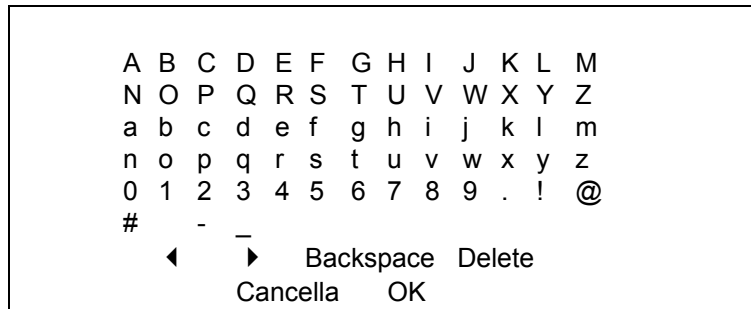 A B C D E F G H I J K L M
N O P Q R S T U V W X Y Z
a b c d e f g h i j k l m
n o p q r s t u v w x y z
0 1 2 3 4 5 6 7 8 9 . ! @
# - _
Backspace Delete
Cancella OK